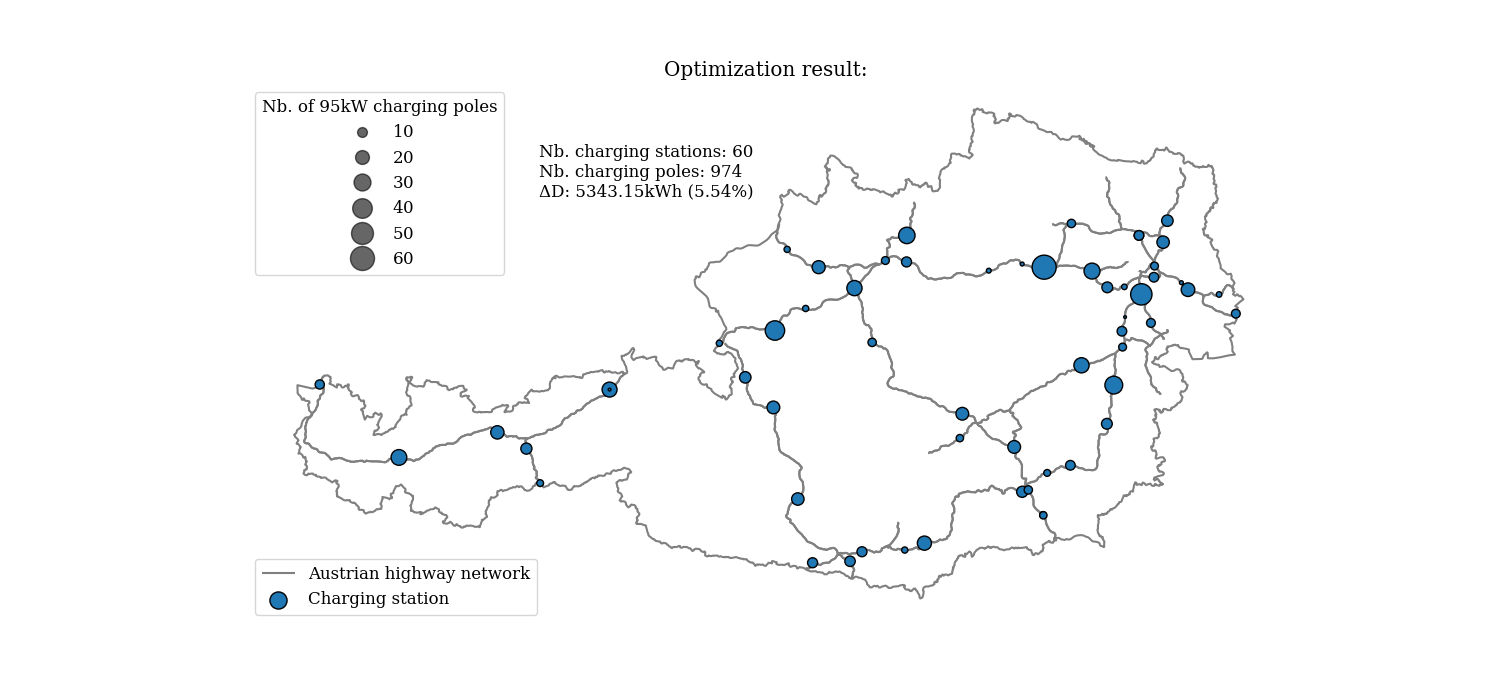 Optimization result:
Nb. of 95kW charging poles
10
20
30
40
50
60
Nb. charging stations: 60
Nb. charging poles: 974
ΔD: 5343.15kWh (5.54%)
Austrian highway network
Charging station